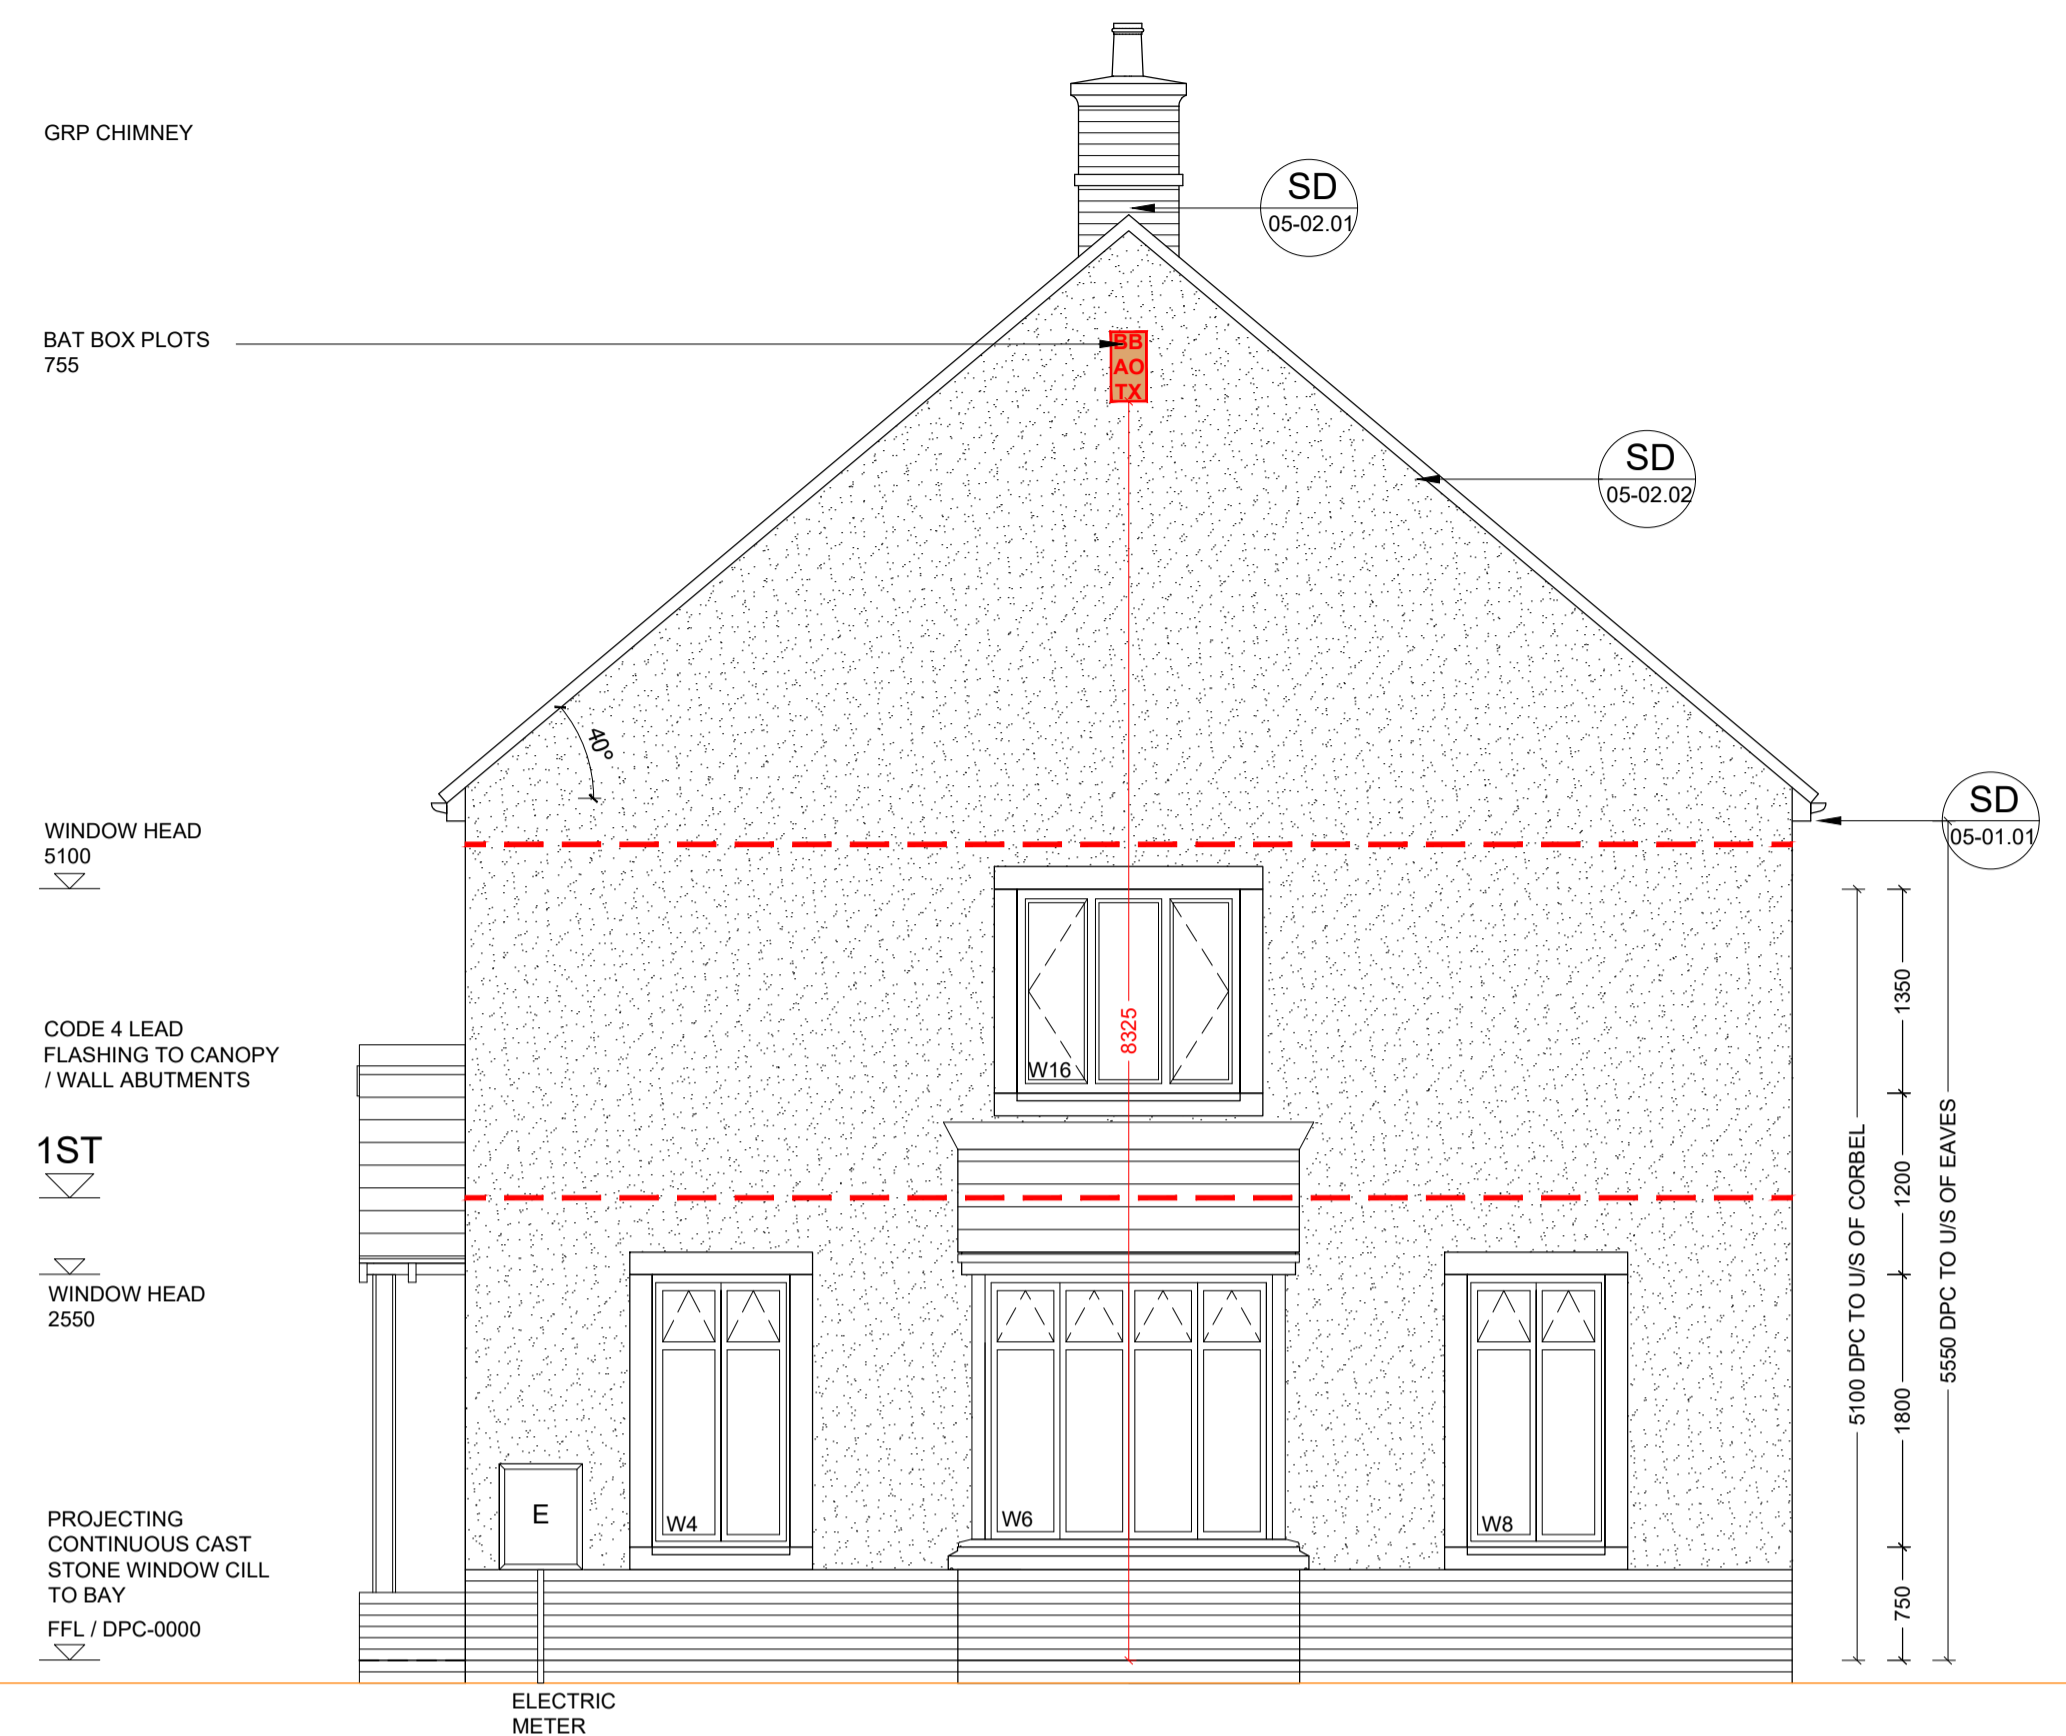 GRP CHIMNEY
SD
05-02.01
BAT BOX PLOTS
755
BB
AO
TX
SD
05-02.02
40°
WINDOW HEAD
5100
SD
05-01.01
CODE 4 LEAD
FLASHING TO CANOPY
/ WALL ABUTMENTS
8325
W16
1350
1ST
1200
5100 DPC TO U/S OF CORBEL
5550 DPC TO U/S OF EAVES
WINDOW HEAD
2550
1800
W4
W6
W8
E
PROJECTING
CONTINUOUS CAST
STONE WINDOW CILL
TO BAY
750
FFL / DPC-0000
ELECTRIC
METER